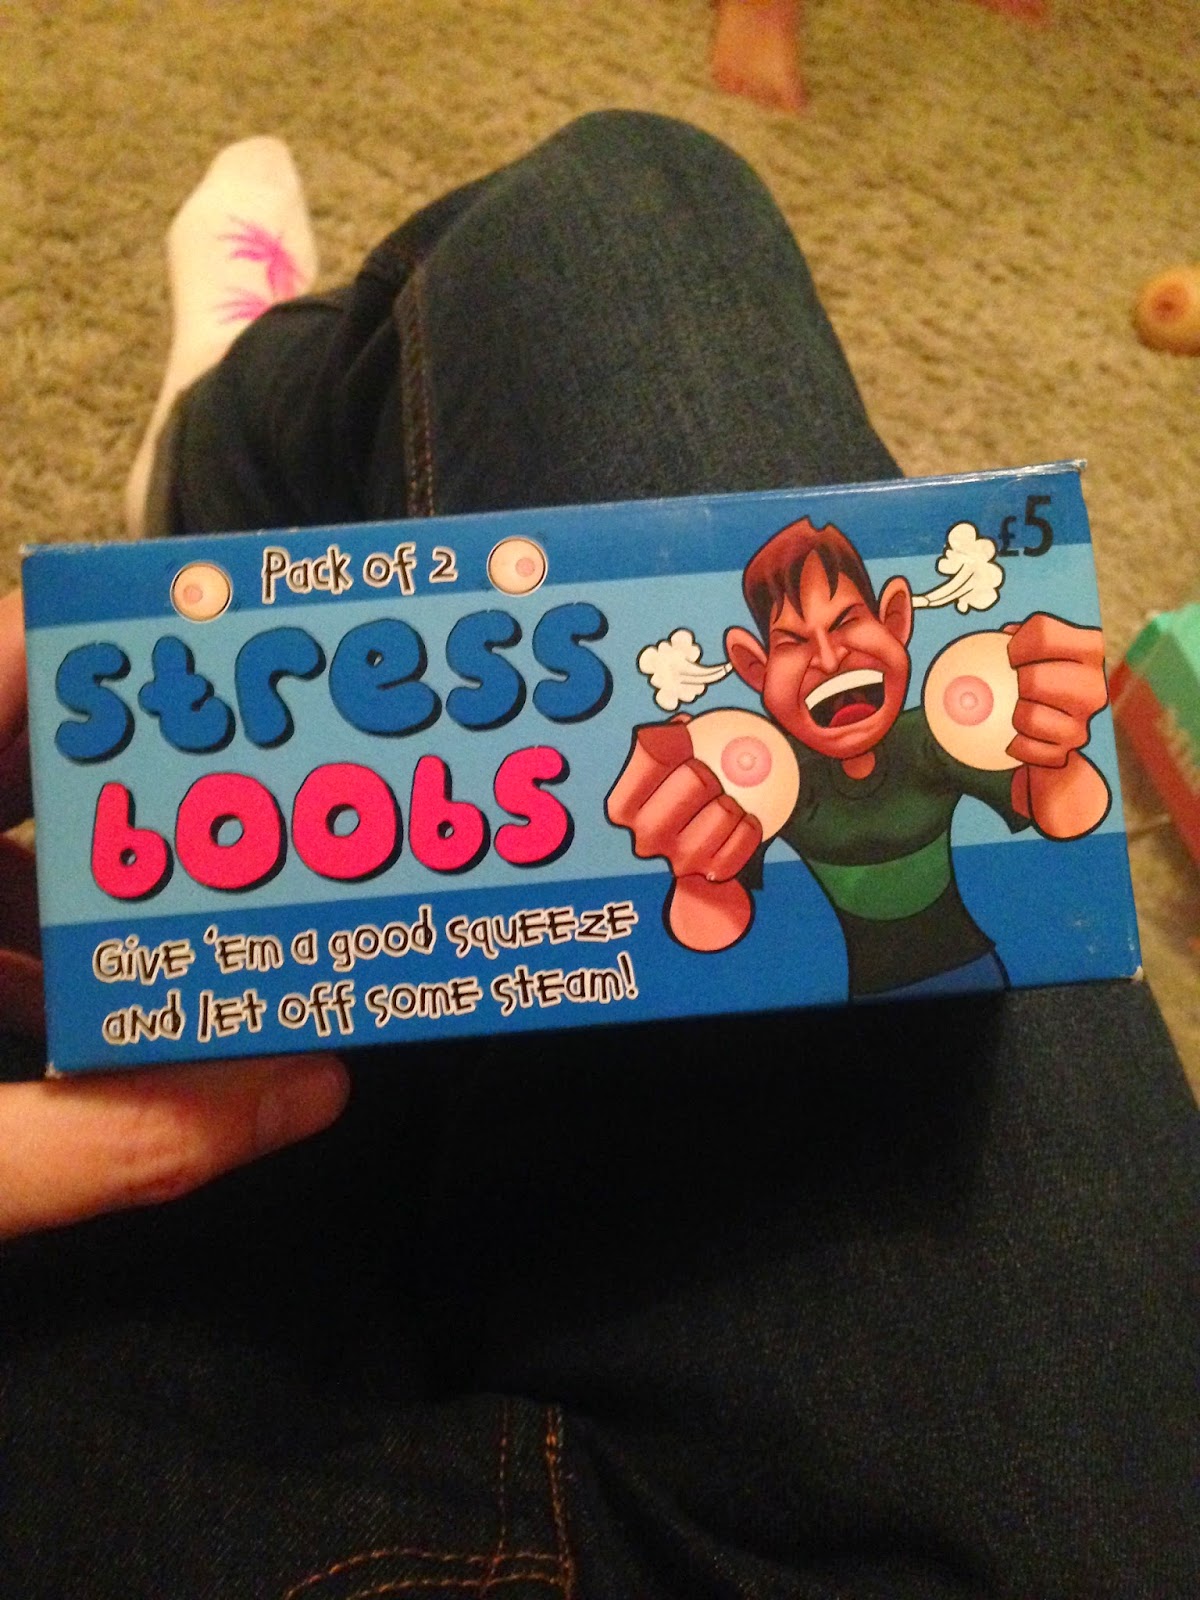 Pack of 2
£5
stress
boobs
Give 'Em a good squEEzE
and let off some steam!